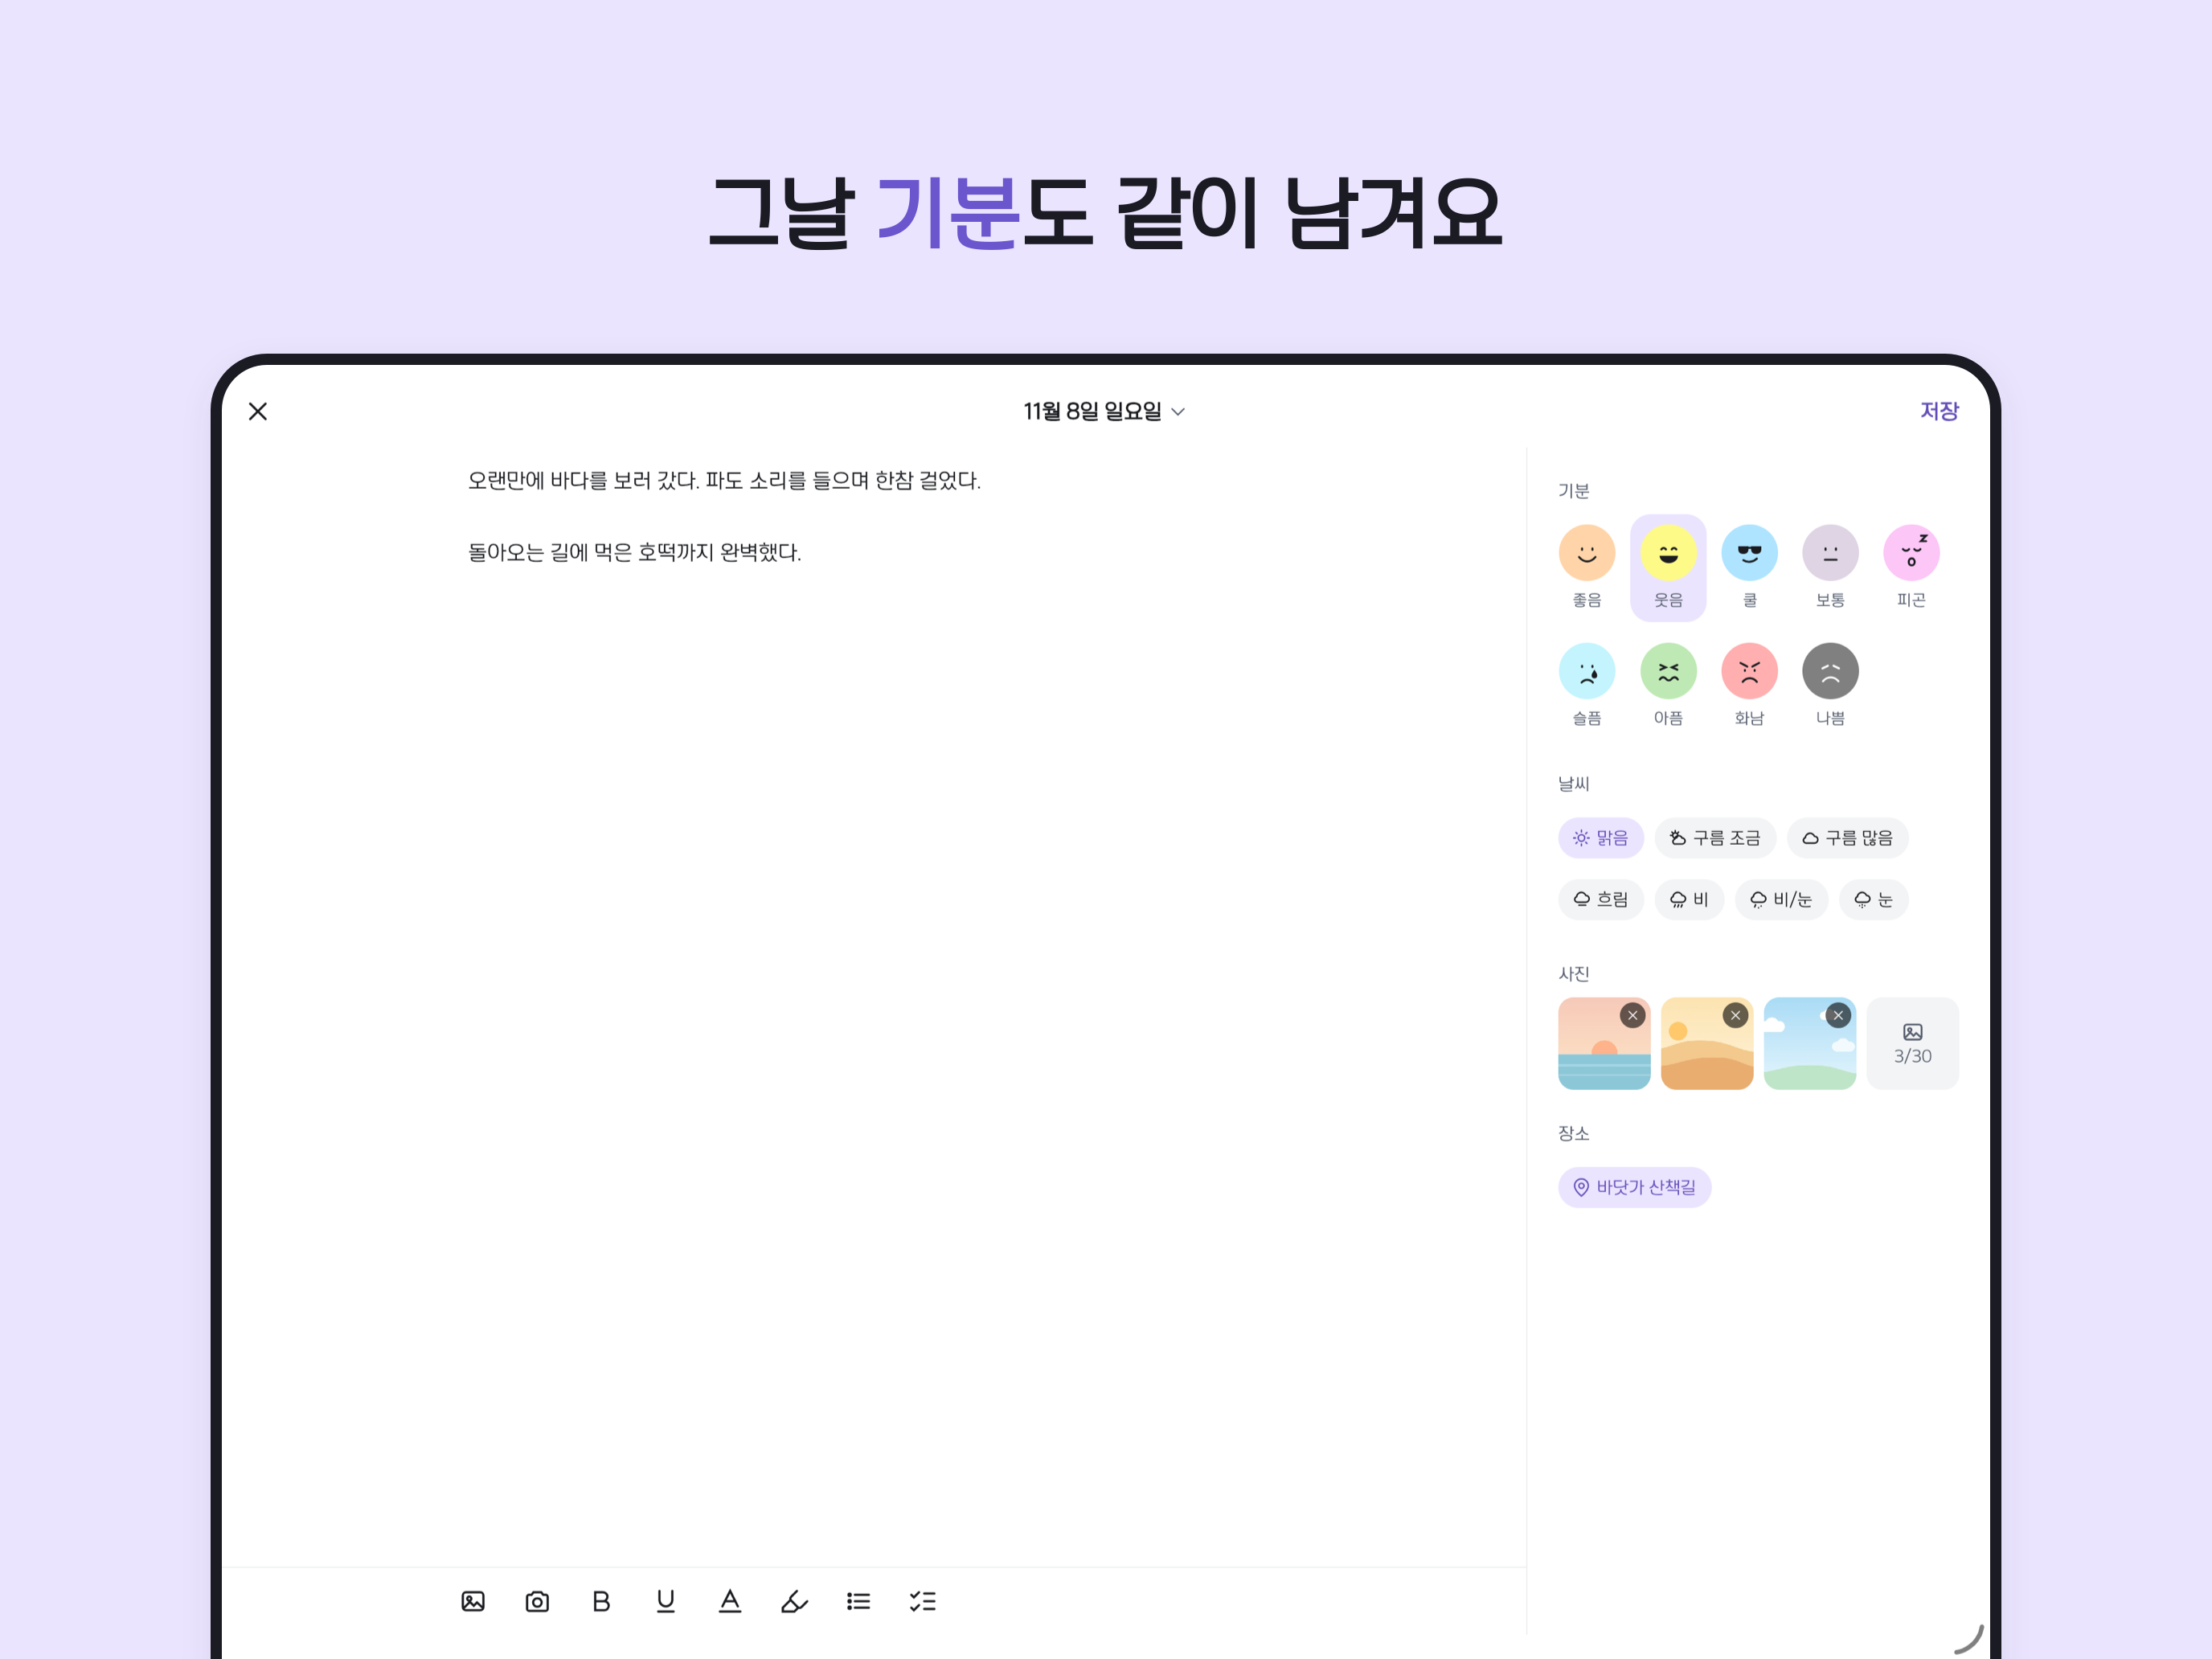 그날 기분도 같이 남겨요
11월 8일 일요일
저장
오랜만에 바다를 보러 갔다. 파도 소리를 들으며 한참 걸었다.
돌아오는 길에 먹은 호떡까지 완벽했다.
기분
좋음 웃음 쿨 보통 피곤
슬픔 아픔 화남 나쁨
날씨
맑음 구름 조금 구름 많음
흐림 비 비/눈 눈
사진
3/30
장소
바닷가 산책길